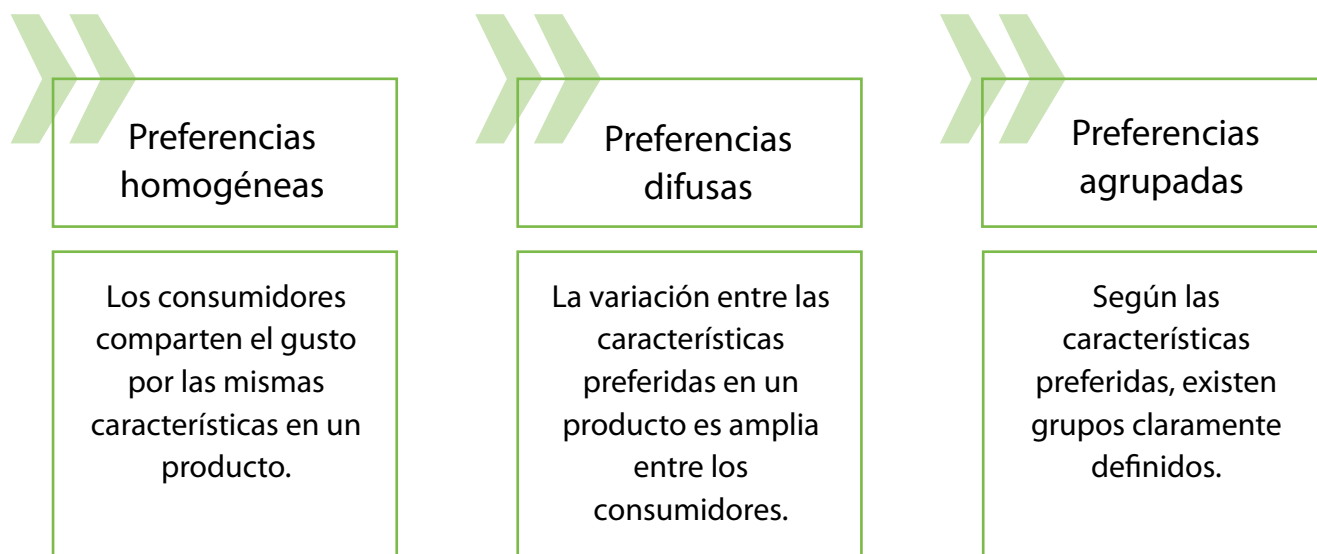 Preferencias
homogéneas
Los consumidores
comparten el gusto
por las mismas
características en un
producto.
Preferencias
difusas
La variación entre las
características
preferidas en un
producto es amplia
entre los
consumidores.
Preferencias
agrupadas
Según las
características
preferidas, existen
grupos claramente
definidos.